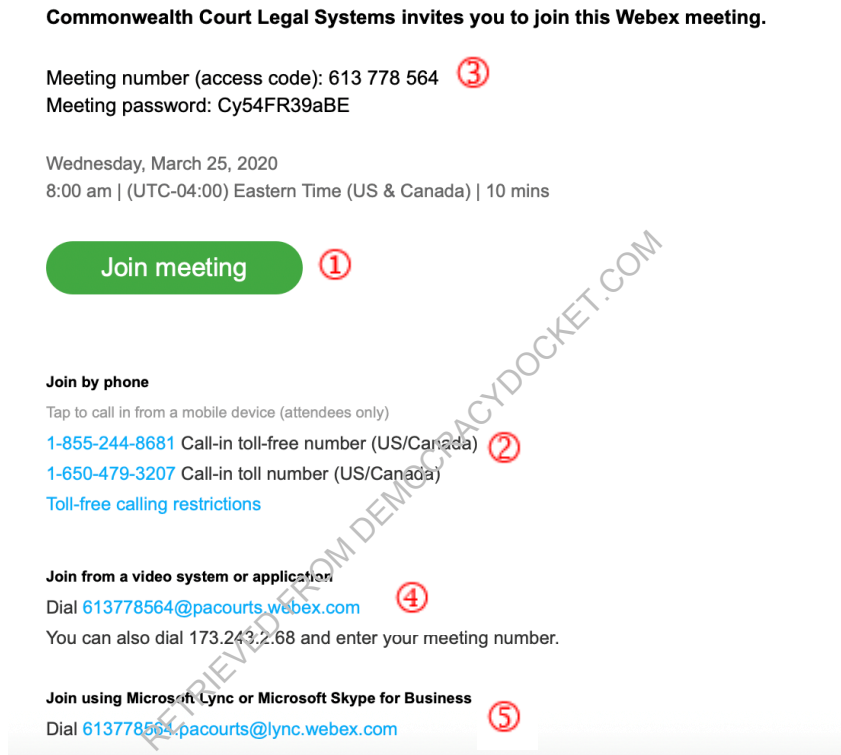 Commonwealth Court Legal Systems invites you to join this Webex meeting.
Meeting number (access code): 613 778 564 ③
Meeting password: Cy54FR39aBE
Wednesday, March 25, 2020
8:00 am | (UTC-04:00) Eastern Time (US & Canada) | 10 mins
Join meeting ①
Join by phone
Tap to call in from a mobile device (attendees only)
1-855-244-8681 Call-in toll-free number (US/Canada) ②
1-650-479-3207 Call-in toll number (US/Canada)
Toll-free calling restrictions
Join from a video system or application
Dial 613778564@pacourts.webex.com ④
You can also dial 173.243.2.68 and enter your meeting number.
Join using Microsoft Lync or Microsoft Skype for Business
Dial 613778564.pacourts@lync.webex.com ⑤
RETRIEVED FROM DEMOCRACYDOCKET.COM